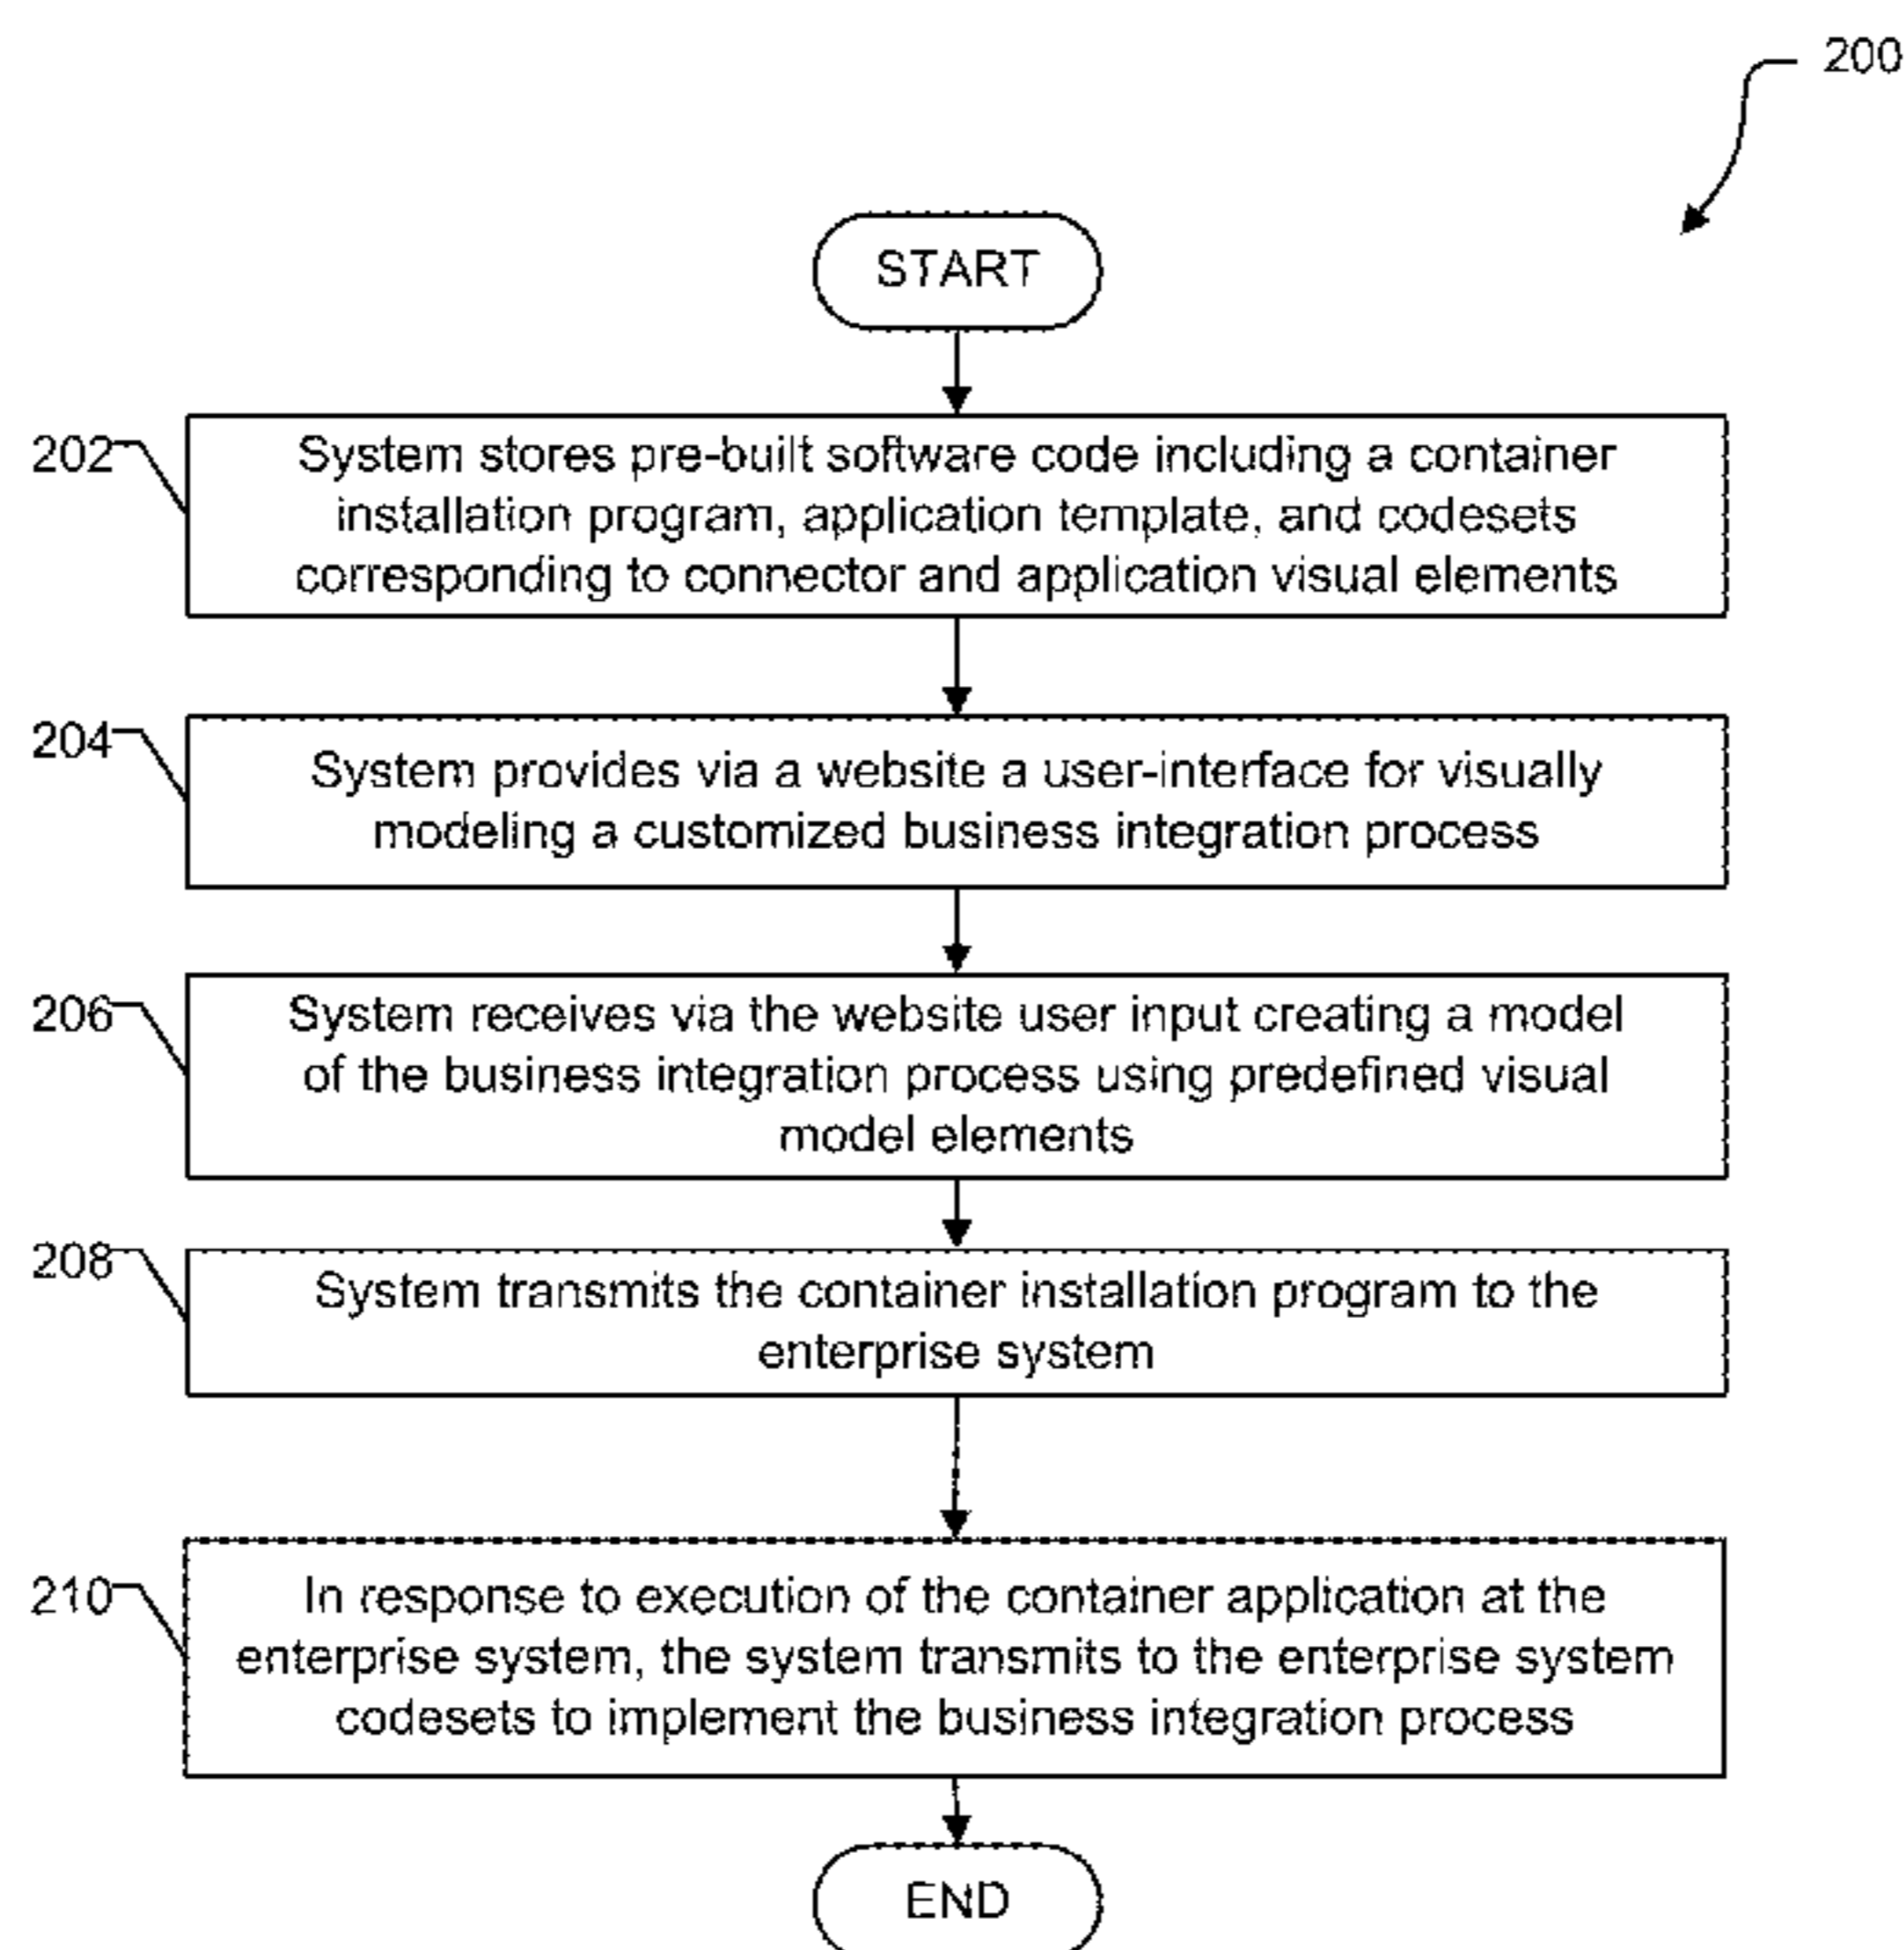 200
START
202
System stores pre-built software code including a container
installation program, application template, and codesets
corresponding to connector and application visual elements
204
System provides via a website a user-interface for visually
modeling a customized business integration process
206
System receives via the website user input creating a model
of the business integration process using predefined visual
model elements
208
System transmits the container installation program to the
enterprise system
210
In response to execution of the container application at the
enterprise system, the system transmits to the enterprise system
codesets to implement the business integration process
END